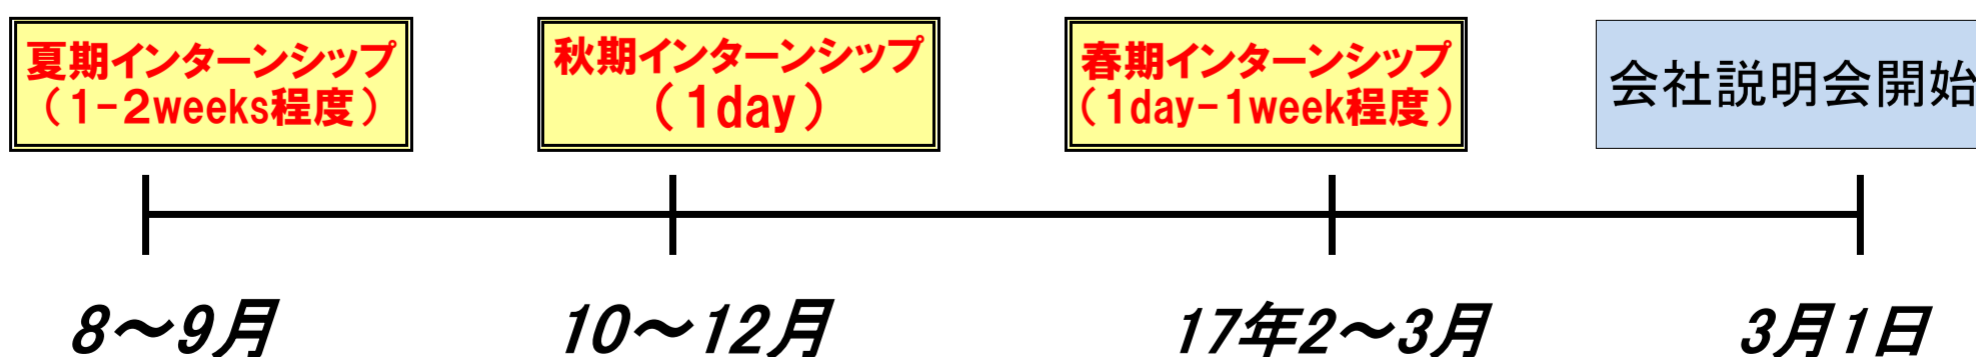 夏期インターンシップ
（1-2weeks程度）
秋期インターンシップ
（1day）
春期インターンシップ
（1day-1week程度）
会社説明会開始
8～9月
10～12月
17年2～3月
3月1日